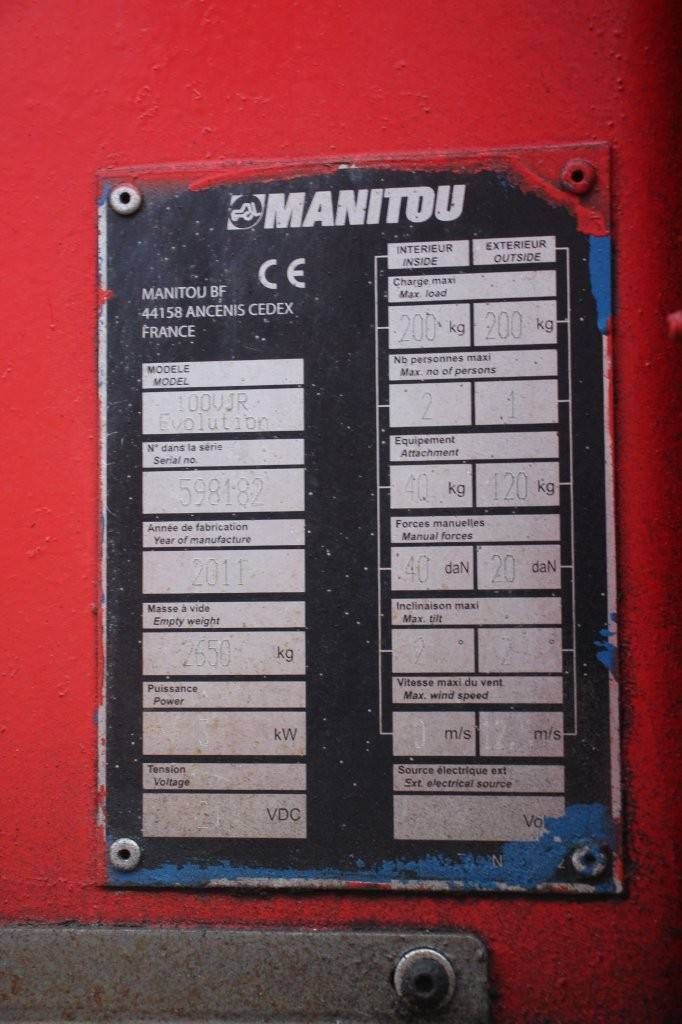 MANITOU
CE
MANITOU BF
44158 ANCENIS CEDEX
FRANCE
MODELE
MODEL
100VJR
Evolution
N° dans la série
Serial no.
598182
Année de fabrication
Year of manufacture
2011
Masse à vide
Empty weight
2650 kg
Puissance
Power
kW
Tension
Voltage
VDC
INTERIEUR EXTERIEUR
INSIDE OUTSIDE
Charge maxi
Max. load
200 kg 200 kg
Nb personnes maxi
Max. no of persons
2 1
Equipement
Attachment
40 kg 120 kg
Forces manuelles
Manual forces
40 daN 20 daN
Inclinaison maxi
Max. tilt
2 ° 2 °
Vitesse maxi du vent
Max. wind speed
0 m/s m/s
Source électrique ext
Ext. electrical source